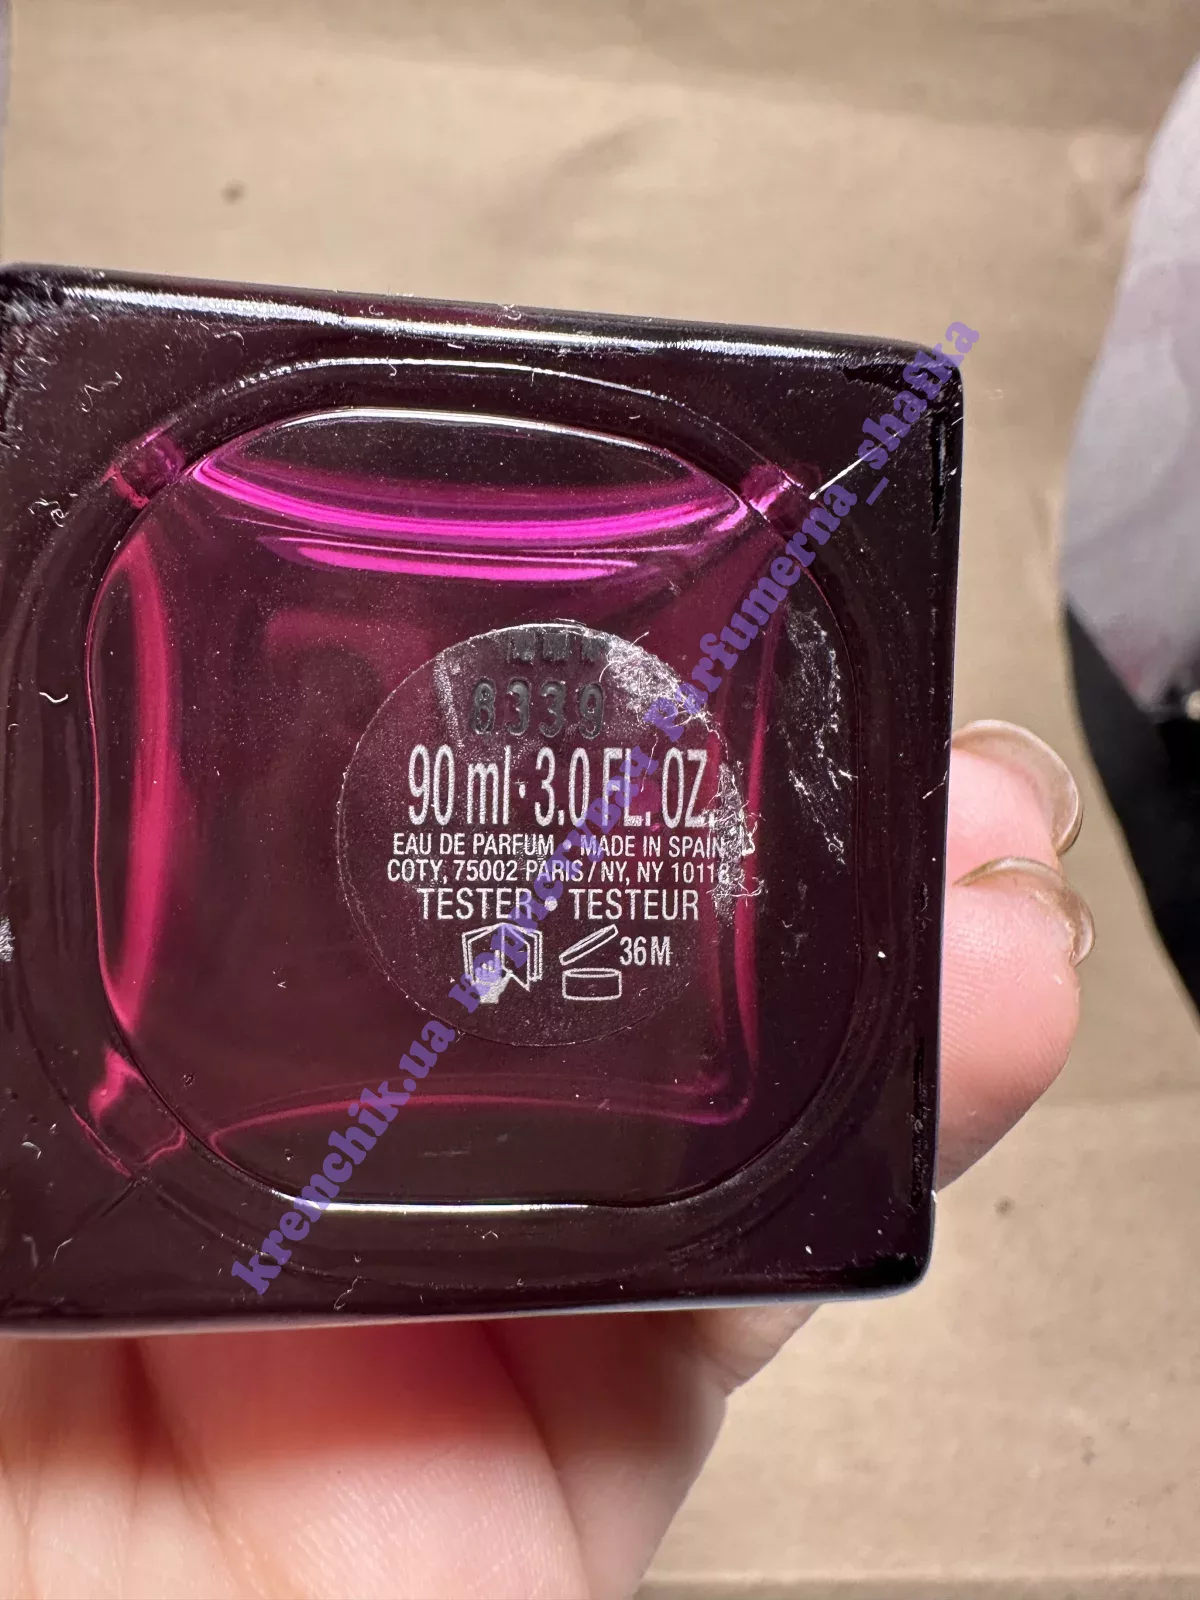 8339
90 ml · 3.0 FL. OZ.
EAU DE PARFUM · MADE IN SPAIN
COTY, 75002 PARIS / NY, NY 10118
TESTER • TESTEUR
36M
kremchik.ua Користувач Parfumerna_shafka